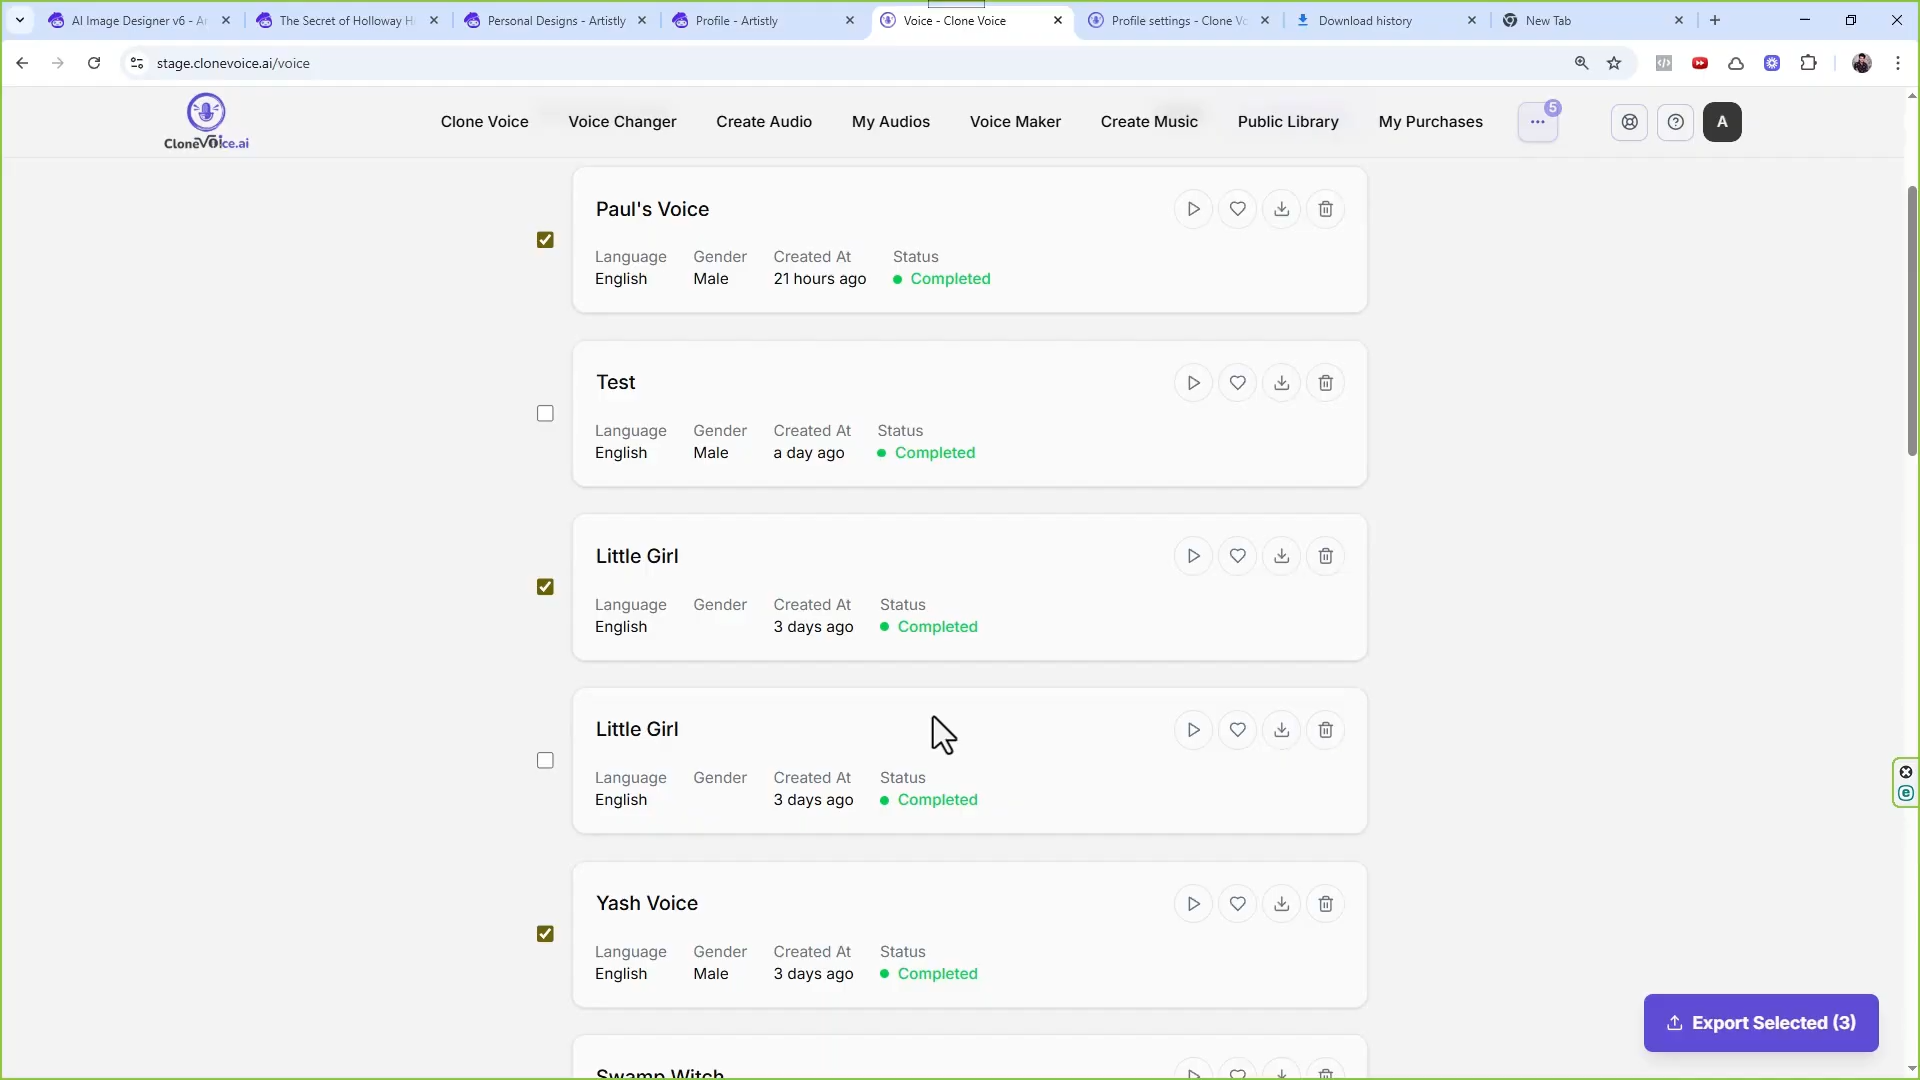 AI Image Designer v6 - Ar
The Secret of Holloway H
Personal Designs - Artistly
Profile - Artistly
Voice - Clone Voice
Profile settings - Clone Vo
Download history
New Tab
stage.clonevoice.ai/voice
CloneVoice.ai
Clone Voice
Voice Changer
Create Audio
My Audios
Voice Maker
Create Music
Public Library
My Purchases
5
A
Paul's Voice
Language Gender Created At Status
English Male 21 hours ago Completed
Test
Language Gender Created At Status
English Male a day ago Completed
Little Girl
Language Gender Created At Status
English 3 days ago Completed
Little Girl
Language Gender Created At Status
English 3 days ago Completed
Yash Voice
Language Gender Created At Status
English Male 3 days ago Completed
Swamp Witch
Export Selected (3)